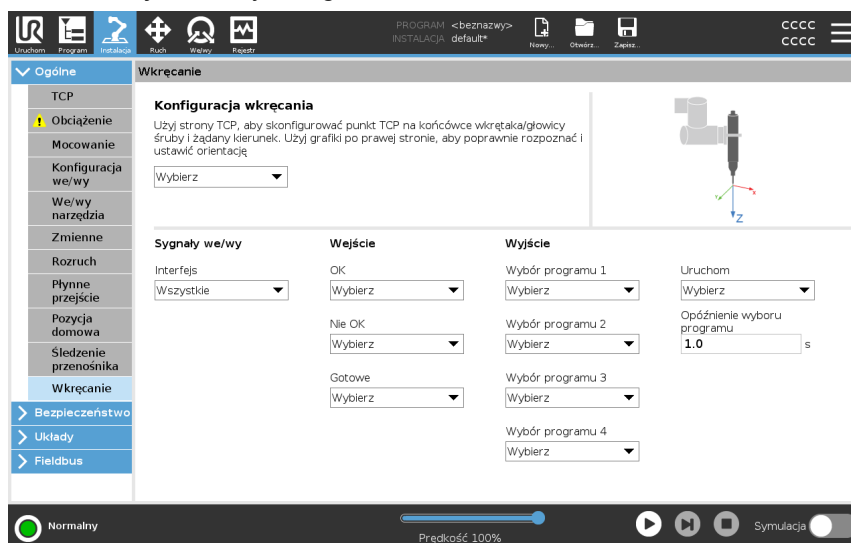 PROGRAM <beznazwy>
INSTALACJA default*
cccc
cccc
Uruchom Program Instalacja Ruch We/wy Rejestr Nowy... Otwórz... Zapisz...
Ogólne
Wkręcanie
TCP
Obciążenie
Mocowanie
Konfiguracja
we/wy
We/wy
narzędzia
Zmienne
Rozruch
Płynne
przejście
Pozycja
domowa
Śledzenie
przenośnika
Wkręcanie
Bezpieczeństwo
Układy
Fieldbus
Konfiguracja wkręcania
Użyj strony TCP, aby skonfigurować punkt TCP na końcówce wkrętaka/głowicy
śruby i żądany kierunek. Użyj grafiki po prawej stronie, aby poprawnie rozpoznać i
ustawić orientację
Wybierz
Y X
Z
Sygnały we/wy Wejście Wyjście
Interfejs OK Wybór programu 1 Uruchom
Wszystkie Wybierz Wybierz Wybierz
Nie OK Wybór programu 2 Opóźnienie wyboru
programu
Wybierz Wybierz 1.0 s
Gotowe Wybór programu 3
Wybierz Wybierz
Wybór programu 4
Wybierz
Normalny
Prędkość 100%
Symulacja